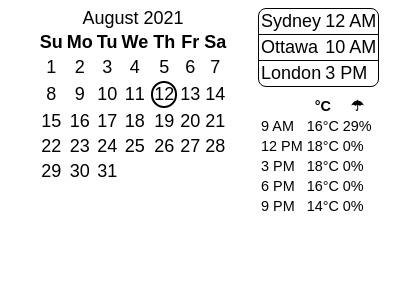 August 2021
Su Mo Tu We Th Fr Sa
1 2 3 4 5 6 7
8 9 10 11 12 13 14
15 16 17 18 19 20 21
22 23 24 25 26 27 28
29 30 31
Sydney 12 AM
Ottawa 10 AM
London 3 PM
°C ☂
9 AM 16°C 29%
12 PM 18°C 0%
3 PM 18°C 0%
6 PM 16°C 0%
9 PM 14°C 0%